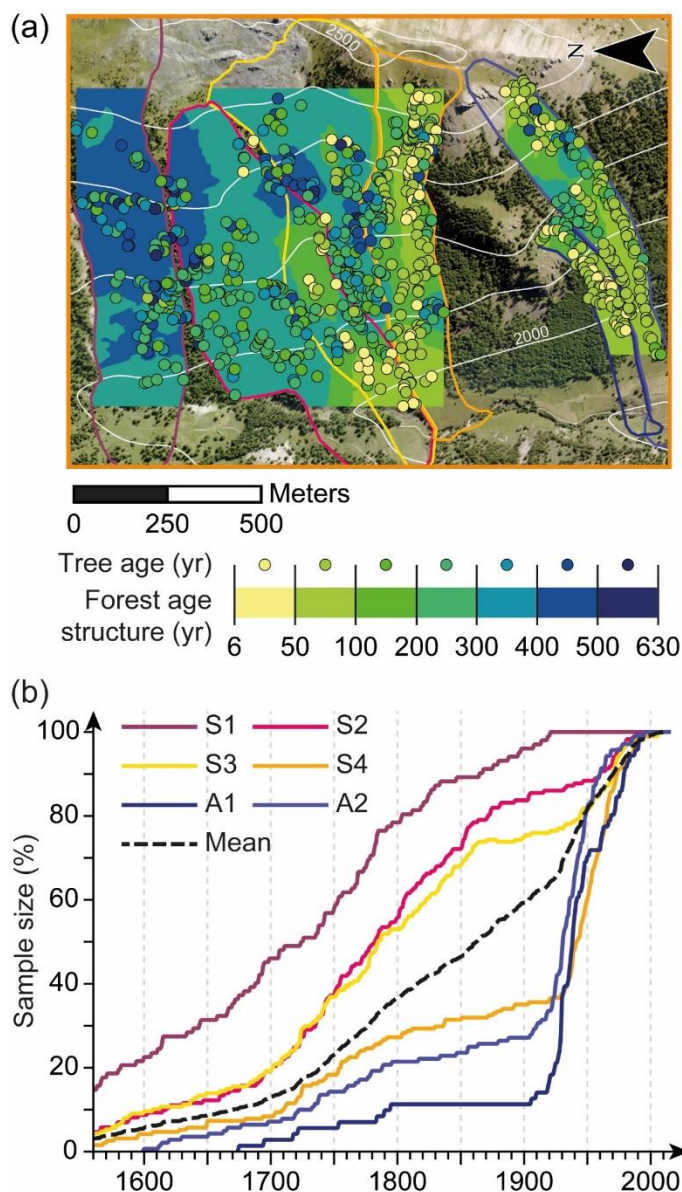 (a)
2500
N
2000
Meters
0 250 500
Tree age (yr)
Forest age
structure (yr)
6 50 100 200 300 400 500 630
(b)
100
80
60
40
20
0
Sample size (%)
S1 S2
S3 S4
A1 A2
Mean
1600 1700 1800 1900 2000